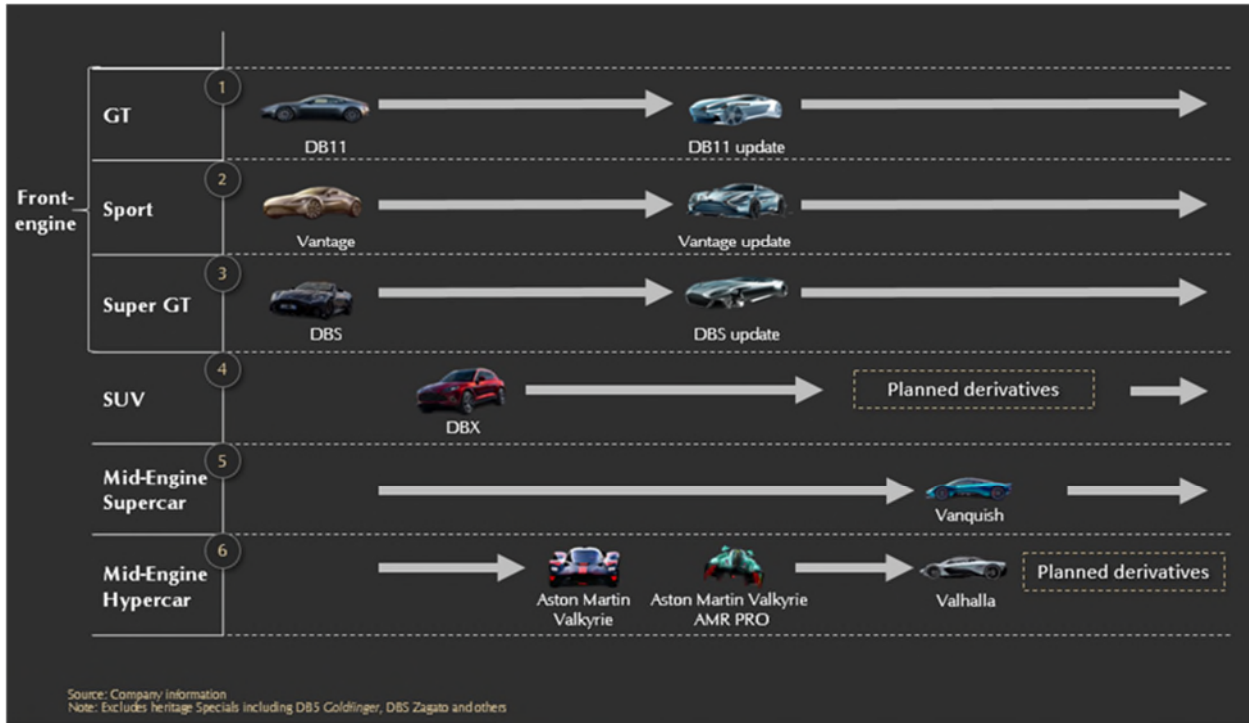 1
GT
DB11
DB11 update
2
Front-
engine
Sport
Vantage
Vantage update
3
Super GT
DBS
DBS update
4
SUV
DBX
Planned derivatives
5
Mid-Engine
Supercar
Vanquish
6
Mid-Engine
Hypercar
Aston Martin
Valkyrie
Aston Martin Valkyrie
AMR PRO
Valhalla
Planned derivatives
Source: Company information
Note: Excludes heritage Specials including DB5 Goldfinger, DBS Zagato and others